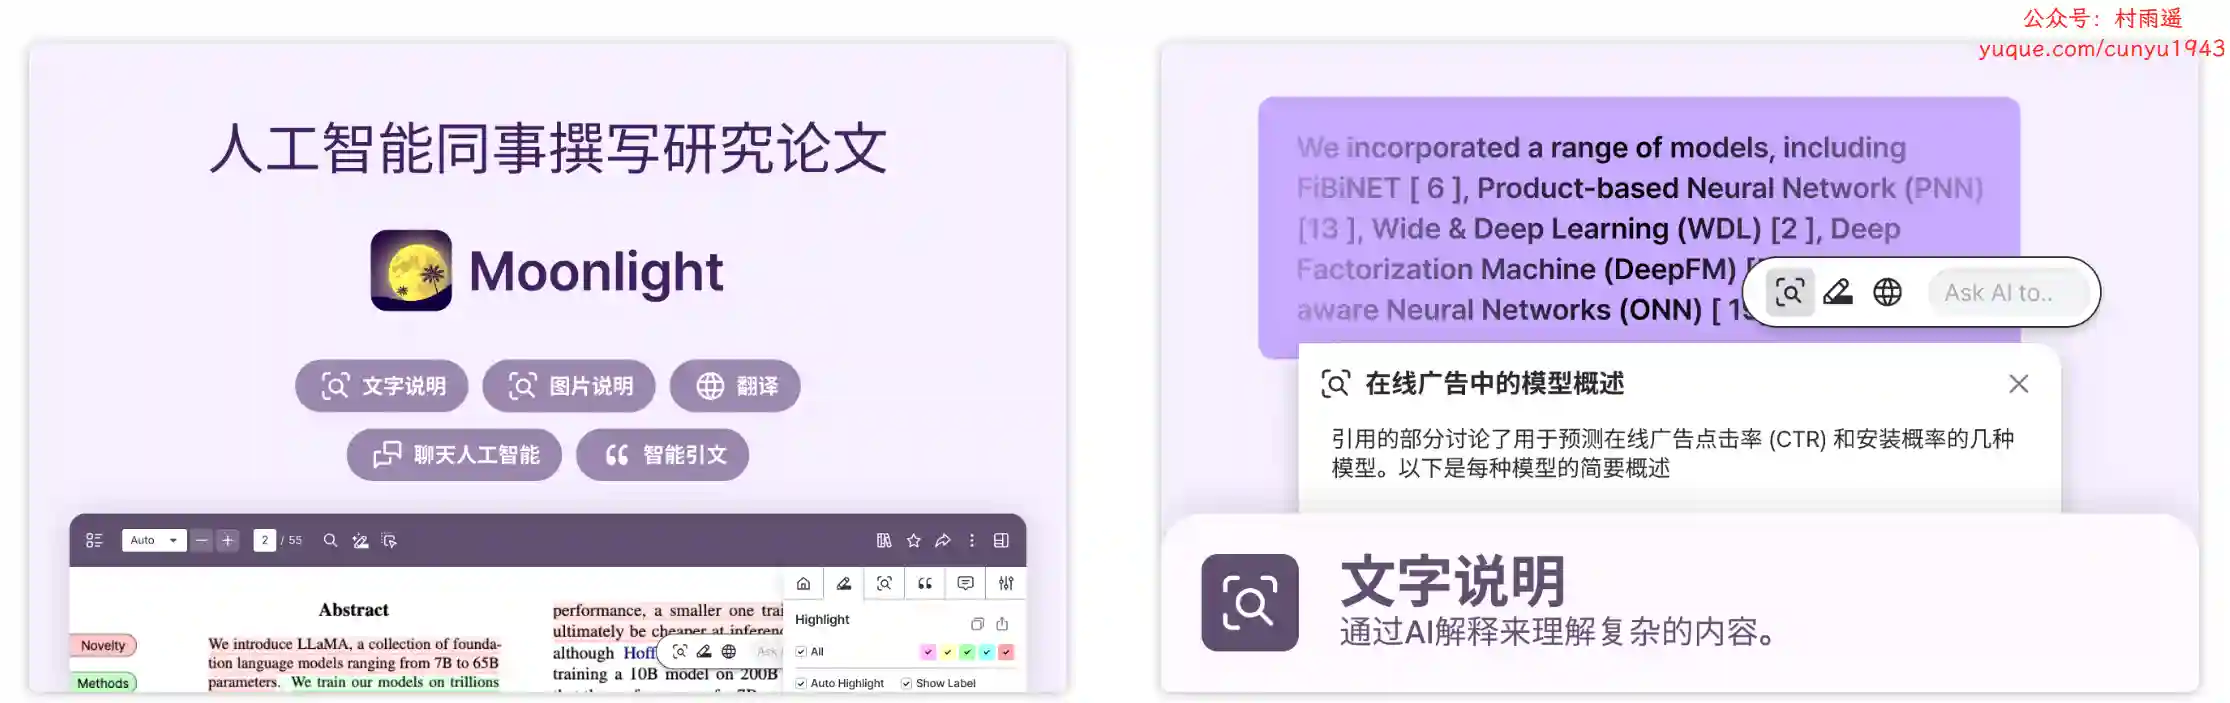 公众号：村雨遥
yuque.com/cunyu1943
人工智能同事撰写研究论文
Moonlight
文字说明
图片说明
翻译
聊天人工智能
智能引文
Auto
2 / 55
Abstract
Novelty
Methods
We introduce LLaMA, a collection of founda-
tion language models ranging from 7B to 65B
parameters. We train our models on trillions
performance, a smaller one trai
ultimately be cheaper at inferenc
although Hoff
training a 10B model on 200B
Ask
Highlight
All
Auto Highlight
Show Label
We incorporated a range of models, including
FiBiNET [ 6 ], Product-based Neural Network (PNN)
[13 ], Wide & Deep Learning (WDL) [2 ], Deep
Factorization Machine (DeepFM) [
aware Neural Networks (ONN) [ 19
Ask AI to..
在线广告中的模型概述
引用的部分讨论了用于预测在线广告点击率 (CTR) 和安装概率的几种
模型。以下是每种模型的简要概述
文字说明
通过AI解释来理解复杂的内容。